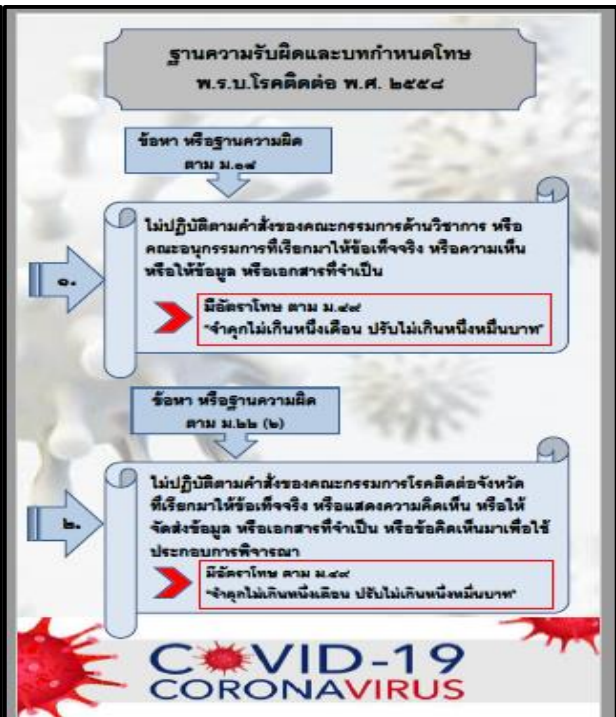 ฐานความรับผิดและบทกำหนดโทษ
พ.ร.บ.โรคติดต่อ พ.ศ. ๒๕๕๘
ข้อหา หรือฐานความผิด
ตาม ม.๑๘
ไม่ปฏิบัติตามคำสั่งของคณะกรรมการด้านวิชาการ หรือ
คณะอนุกรรมการที่เรียกมาให้ข้อเท็จจริง หรือความเห็น
หรือให้ข้อมูล หรือเอกสารที่จำเป็น
๑.
มีอัตราโทษ ตาม ม.๔๙
"จำคุกไม่เกินหนึ่งเดือน ปรับไม่เกินหนึ่งหมื่นบาท"
ข้อหา หรือฐานความผิด
ตาม ม.๒๒ (๒)
ไม่ปฏิบัติตามคำสั่งของคณะกรรมการโรคติดต่อจังหวัด
ที่เรียกมาให้ข้อเท็จจริง หรือแสดงความคิดเห็น หรือให้
จัดส่งข้อมูล หรือเอกสารที่จำเป็น หรือข้อคิดเห็นมาเพื่อใช้
ประกอบการพิจารณา
๒.
มีอัตราโทษ ตาม ม.๔๙
"จำคุกไม่เกินหนึ่งเดือน ปรับไม่เกินหนึ่งหมื่นบาท"
COVID-19
CORONAVIRUS